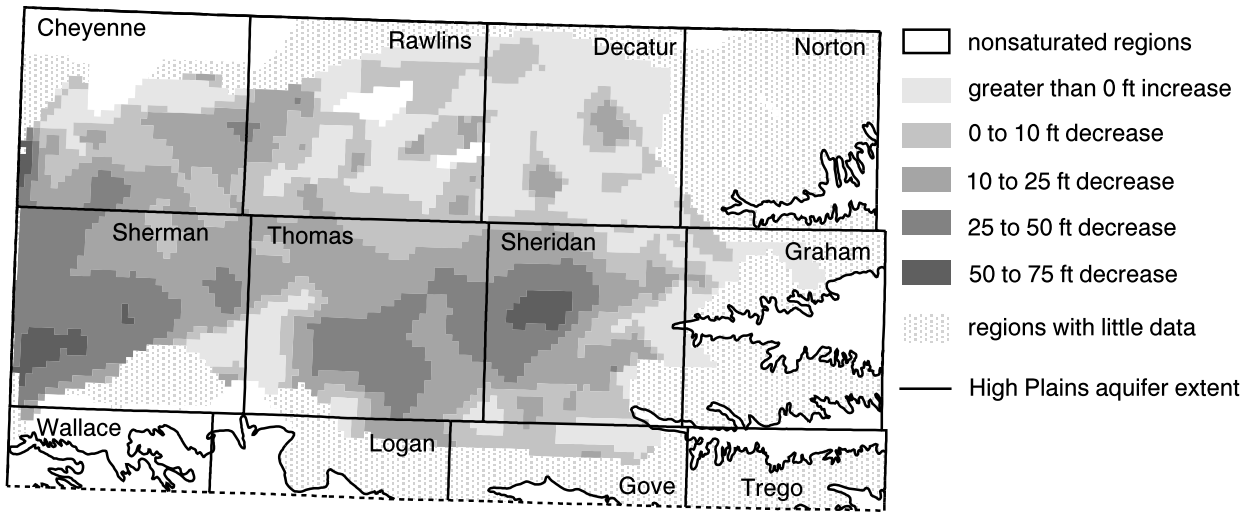 Cheyenne
Rawlins
Decatur
Norton
Sherman
Thomas
Sheridan
Graham
Wallace
Logan
Gove
Trego
nonsaturated regions
greater than 0 ft increase
0 to 10 ft decrease
10 to 25 ft decrease
25 to 50 ft decrease
50 to 75 ft decrease
regions with little data
High Plains aquifer extent